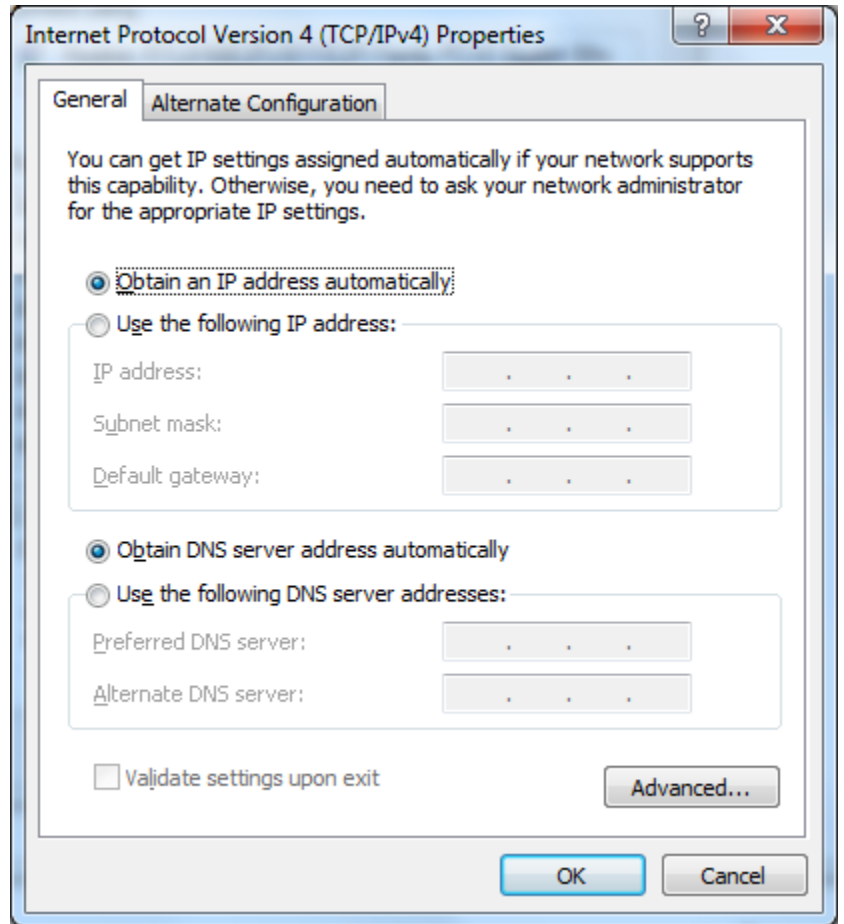 Internet Protocol Version 4 (TCP/IPv4) Properties
General
Alternate Configuration
You can get IP settings assigned automatically if your network supports
this capability. Otherwise, you need to ask your network administrator
for the appropriate IP settings.
Obtain an IP address automatically
Use the following IP address:
IP address:
Subnet mask:
Default gateway:
Obtain DNS server address automatically
Use the following DNS server addresses:
Preferred DNS server:
Alternate DNS server:
Validate settings upon exit
Advanced...
OK
Cancel